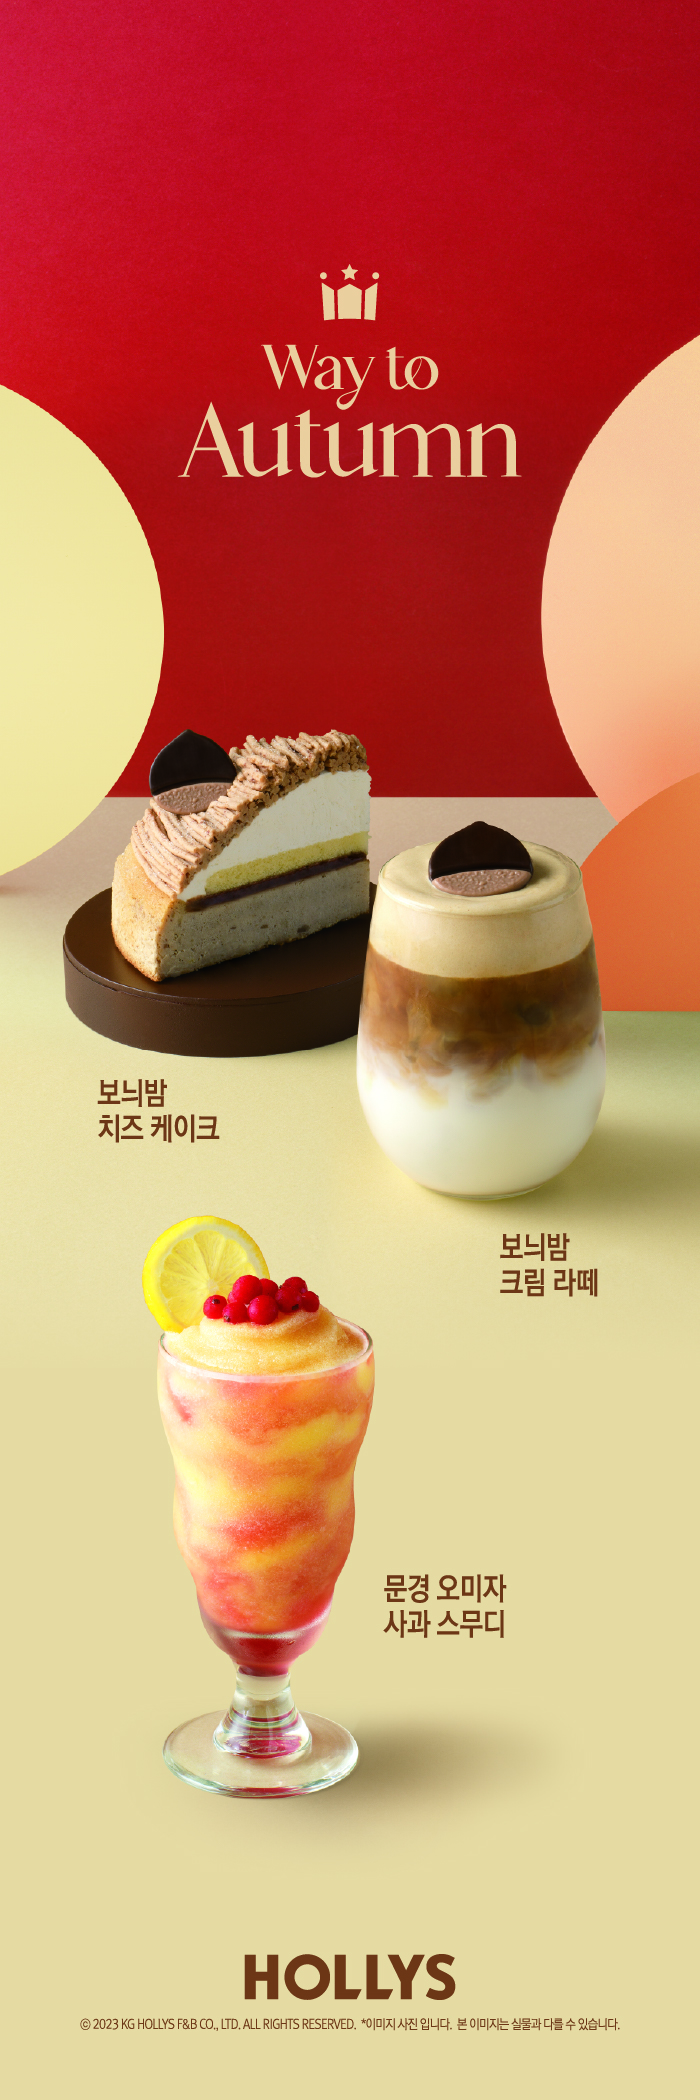 Way to
Autumn
보늬밤
치즈 케이크
보늬밤
크림 라떼
문경 오미자
사과 스무디
HOLLYS
© 2023 KG HOLLYS F&B CO., LTD. ALL RIGHTS RESERVED. *이미지 사진 입니다. 본 이미지는 실물과 다를 수 있습니다.